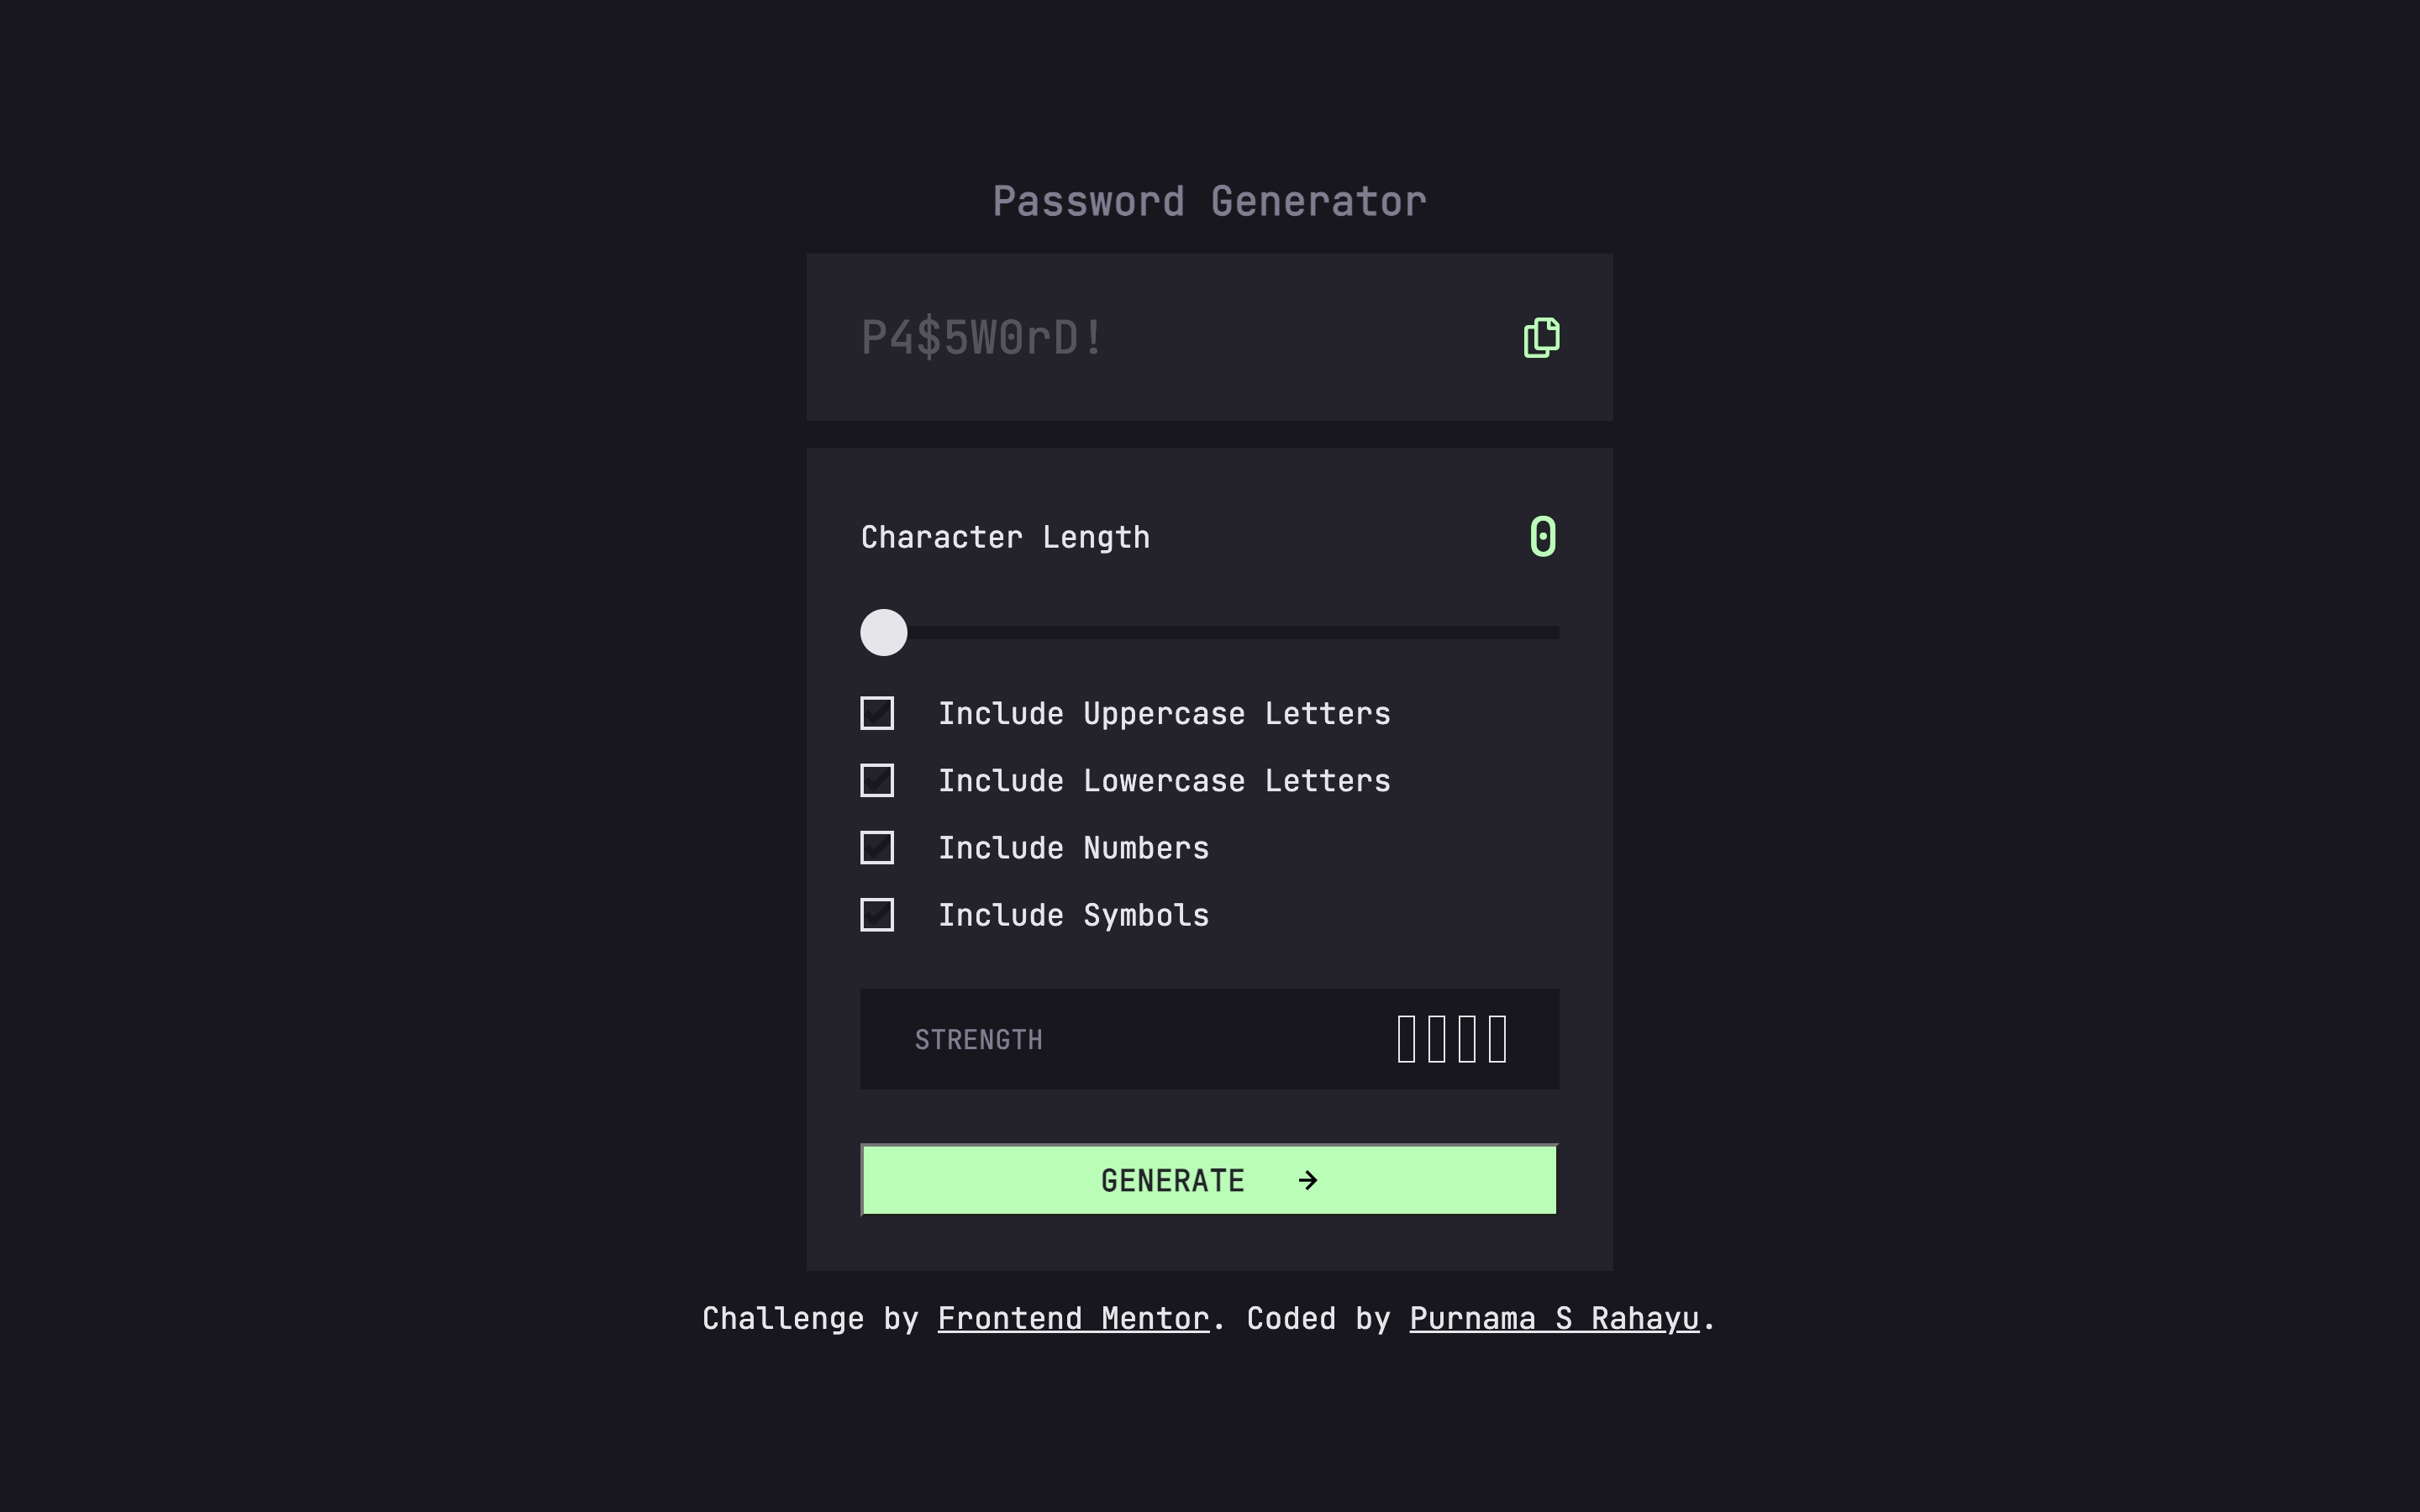 Password Generator
P4$5W0rD!
Character Length 0
Include Uppercase Letters
Include Lowercase Letters
Include Numbers
Include Symbols
STRENGTH
GENERATE →
Challenge by Frontend Mentor. Coded by Purnama S Rahayu.